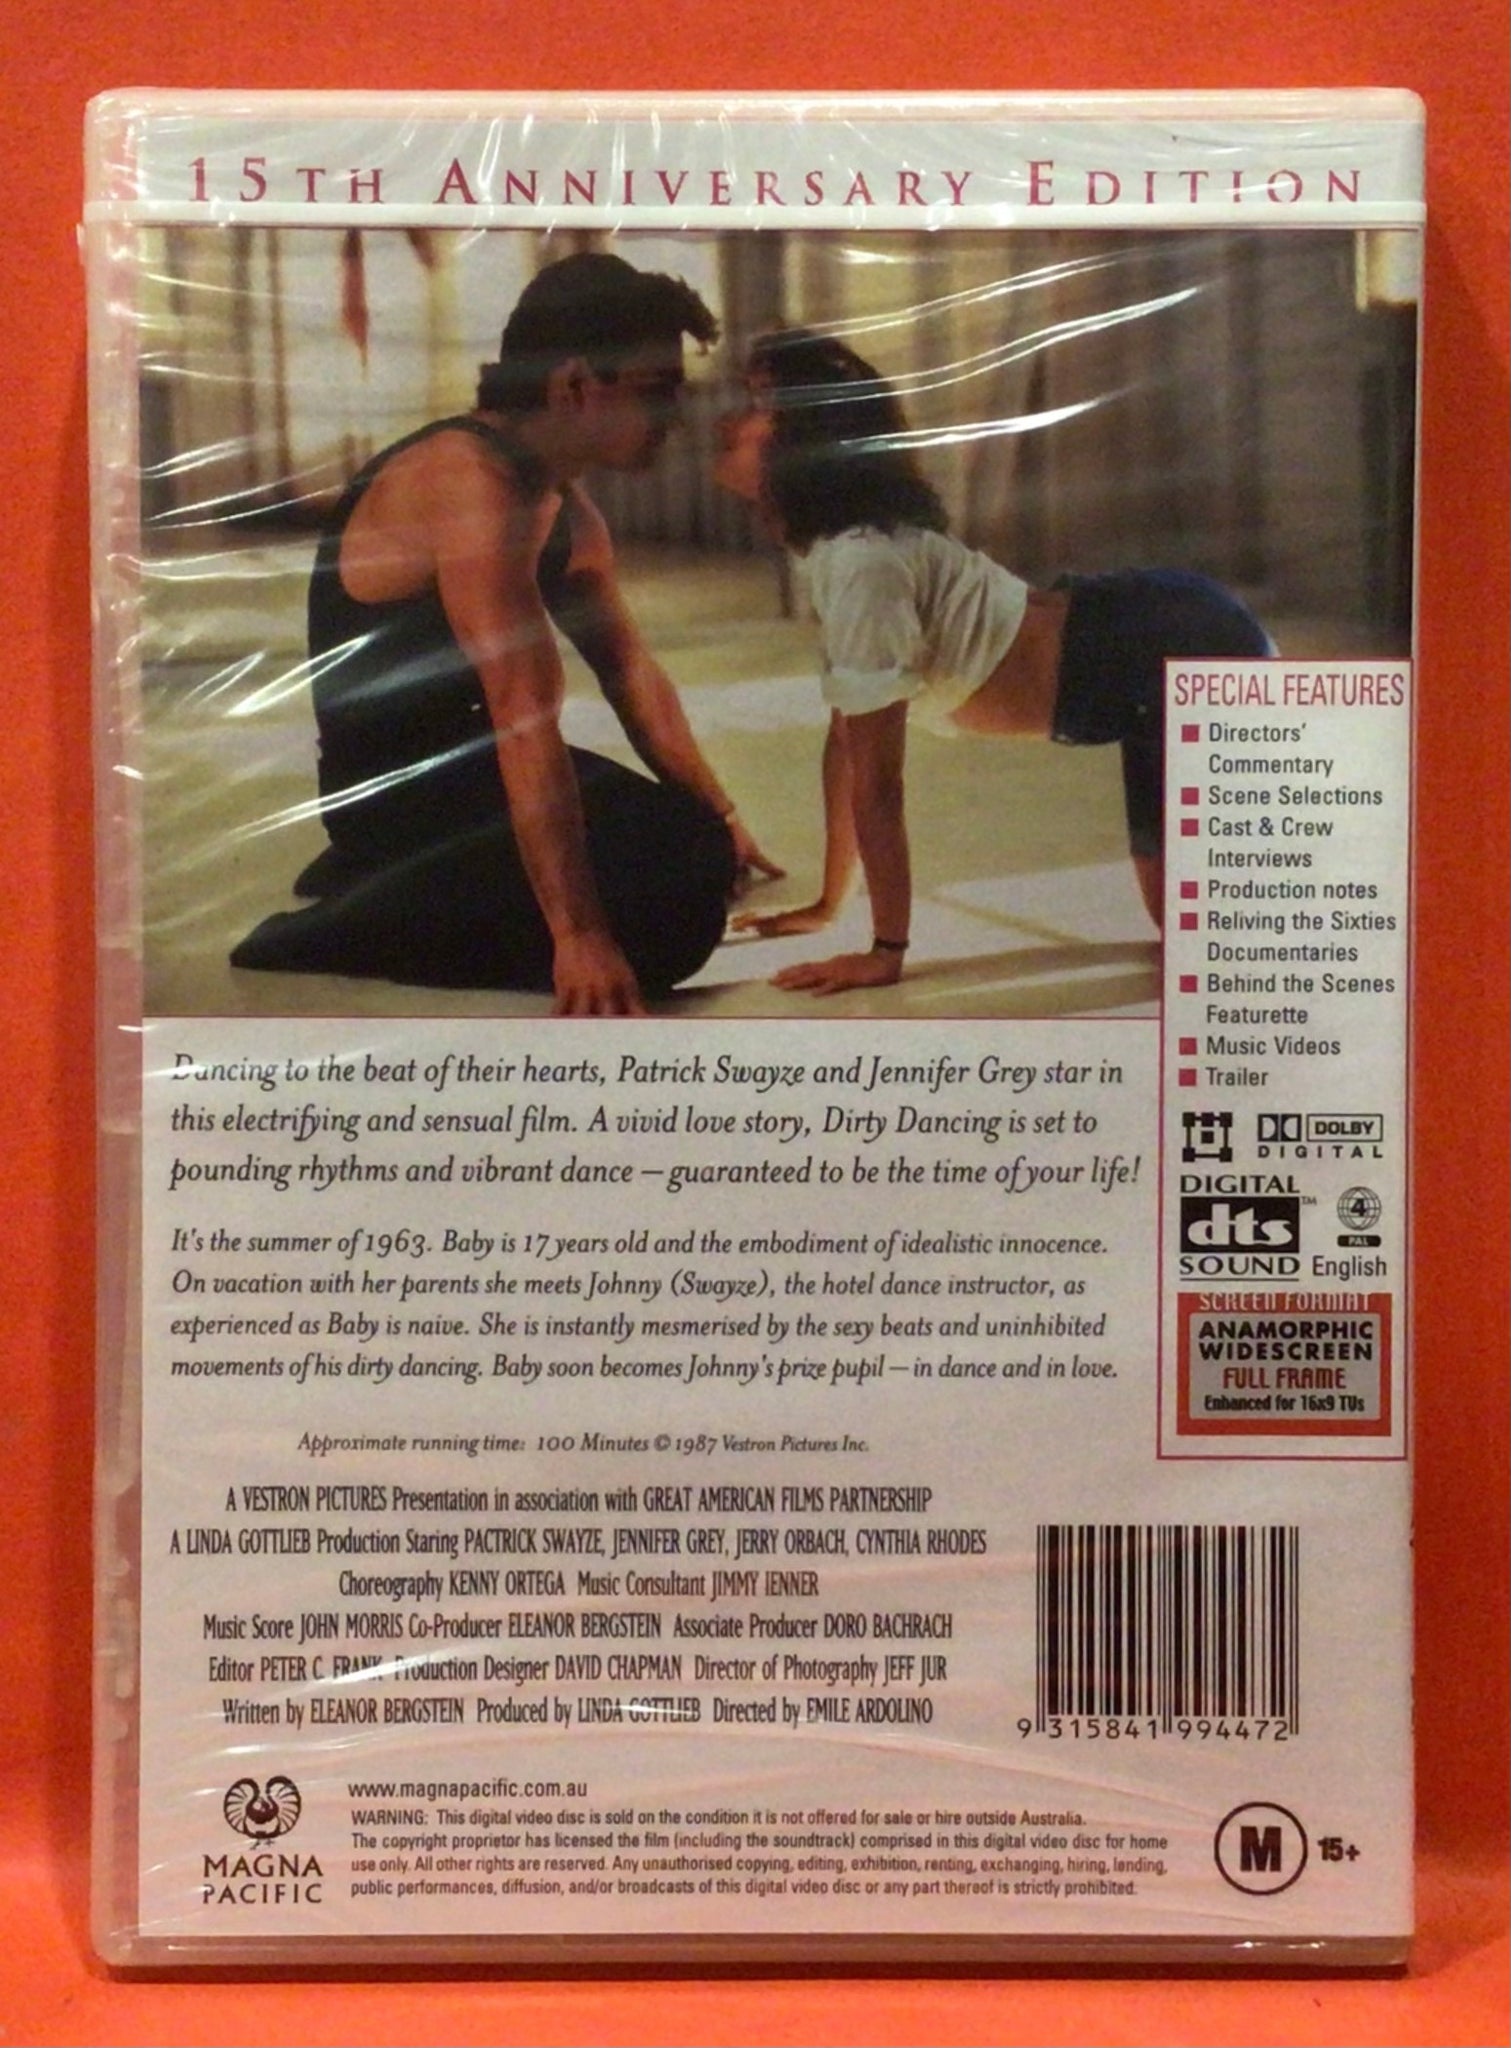 15TH ANNIVERSARY EDITION
SPECIAL FEATURES
Directors'
Commentary
Scene Selections
Cast & Crew
Interviews
Production notes
Reliving the Sixties
Documentaries
Behind the Scenes
Featurette
Music Videos
Trailer
DOLBY
DIGITAL
DIGITAL
dts™
SOUND
4
PAL
English
SCREEN FORMAT
ANAMORPHIC
WIDESCREEN
FULL FRAME
Enhanced for 16x9 TVs
Dancing to the beat of their hearts, Patrick Swayze and Jennifer Grey star in
this electrifying and sensual film. A vivid love story, Dirty Dancing is set to
pounding rhythms and vibrant dance – guaranteed to be the time of your life!
It's the summer of 1963. Baby is 17 years old and the embodiment of idealistic innocence.
On vacation with her parents she meets Johnny (Swayze), the hotel dance instructor, as
experienced as Baby is naive. She is instantly mesmerised by the sexy beats and uninhibited
movements of his dirty dancing. Baby soon becomes Johnny's prize pupil – in dance and in love.
Approximate running time: 100 Minutes © 1987 Vestron Pictures Inc.
A VESTRON PICTURES Presentation in association with GREAT AMERICAN FILMS PARTNERSHIP
A LINDA GOTTLIEB Production Staring PACTRICK SWAYZE, JENNIFER GREY, JERRY ORBACH, CYNTHIA RHODES
Choreography KENNY ORTEGA Music Consultant JIMMY IENNER
Music Score JOHN MORRIS Co-Producer ELEANOR BERGSTEIN Associate Producer DORO BACHRACH
Editor PETER C. FRANK Production Designer DAVID CHAPMAN Director of Photography JEFF JUR
Written by ELEANOR BERGSTEIN Produced by LINDA GOTTLIEB Directed by EMILE ARDOLINO
9 315841 994472
MAGNA
PACIFIC
www.magnapacific.com.au
WARNING: This digital video disc is sold on the condition it is not offered for sale or hire outside Australia.
The copyright proprietor has licensed the film (including the soundtrack) comprised in this digital video disc for home
use only. All other rights are reserved. Any unauthorised copying, editing, exhibition, renting, exchanging, hiring, lending,
public performances, diffusion, and/or broadcasts of this digital video disc or any part thereof is strictly prohibited.
M 15+